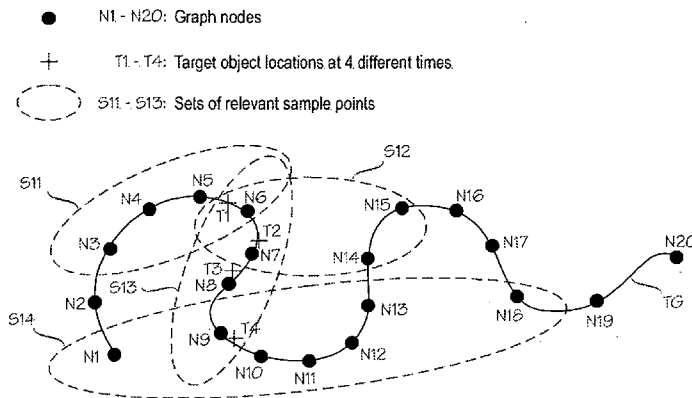 N1 - N20: Graph nodes
T1 - T4: Target object locations at 4 different times
S11 - S13: Sets of relevant sample points
S12
S11
N5
N4
N6
N15
N16
T1
T2
N3
N7
N17
N20
N14
T3
S13
N8
N2
N18
TG
S14
N13
N19
N9
T4
N1
N12
N10
N11